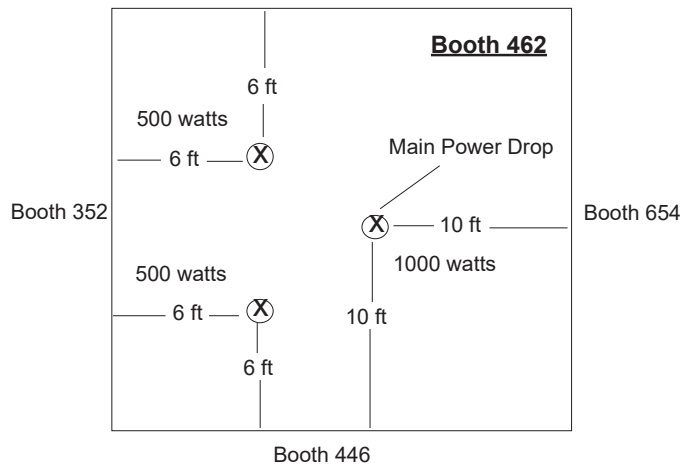 Booth 462
6 ft
500 watts
X
6 ft
Main Power Drop
Booth 352
Booth 654
X
10 ft
1000 watts
500 watts
X
6 ft
10 ft
6 ft
Booth 446